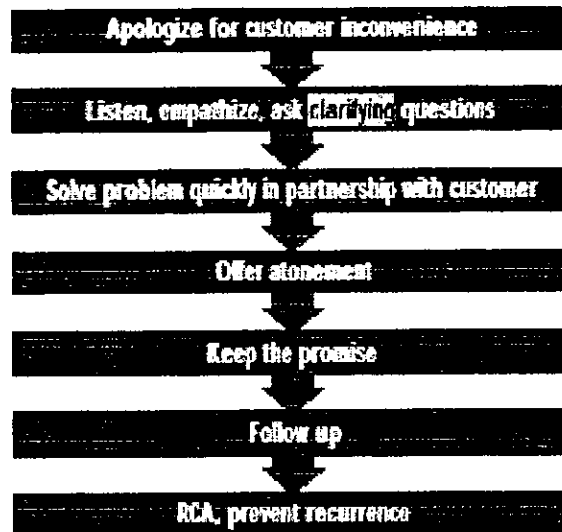 Apologize for customer inconvenience
Listen, empathize, ask clarifying questions
Solve problem quickly in partnership with customer
Offer atonement
Keep the promise
Follow up
RCA, prevent recurrence